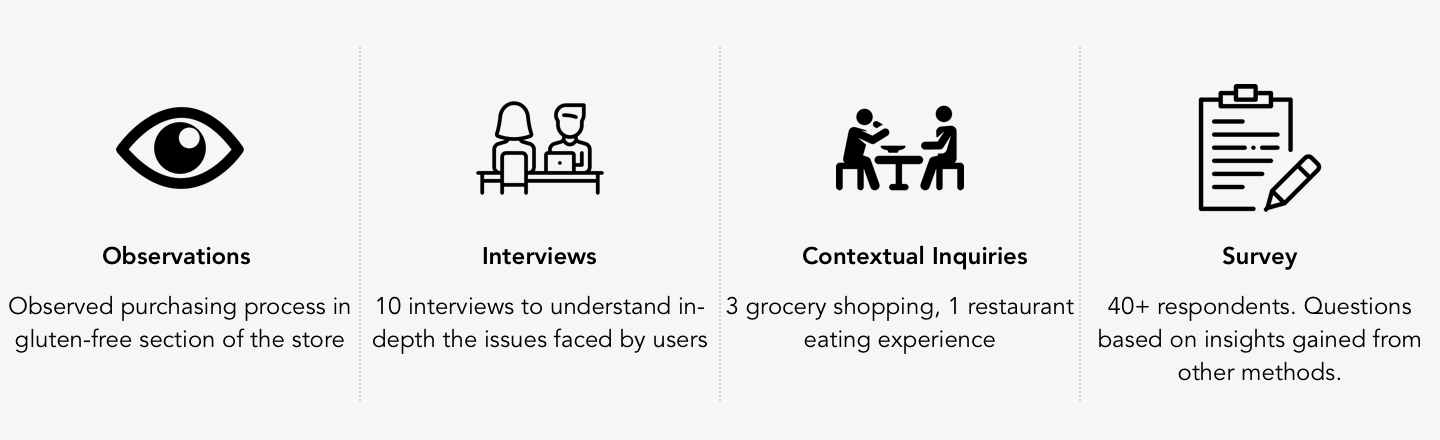 Observations
Observed purchasing process in
gluten-free section of the store
Interviews
10 interviews to understand in-
depth the issues faced by users
Contextual Inquiries
3 grocery shopping, 1 restaurant
eating experience
Survey
40+ respondents. Questions
based on insights gained from
other methods.